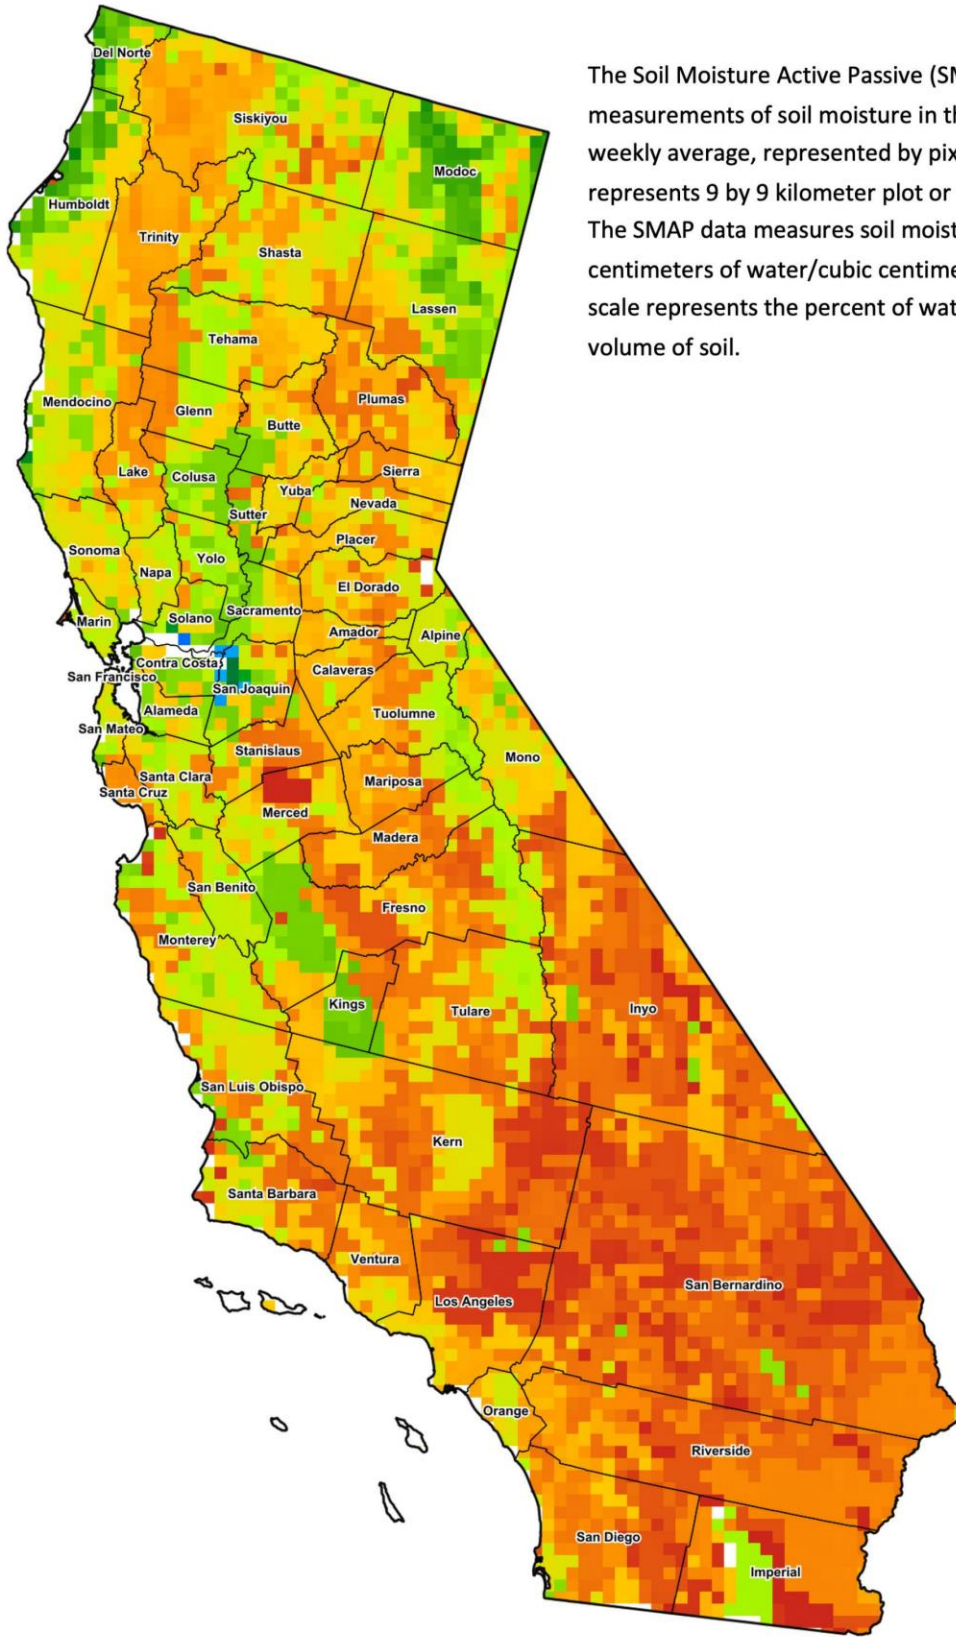 The Soil Moisture Active Passive (SM
measurements of soil moisture in th
weekly average, represented by pix
represents 9 by 9 kilometer plot or
The SMAP data measures soil moist
centimeters of water/cubic centime
scale represents the percent of wat
volume of soil.
Del Norte
Siskiyou
Modoc
Humboldt
Trinity
Shasta
Lassen
Tehama
Mendocino
Glenn
Butte
Plumas
Lake
Colusa
Sierra
Yuba
Nevada
Sutter
Placer
Sonoma
Yolo
Napa
El Dorado
Sacramento
Solano
Marin
Amador
Alpine
Contra Costa
Calaveras
San Francisco
San Joaquin
Alameda
Tuolumne
San Mateo
Stanislaus
Mono
Santa Clara
Mariposa
Santa Cruz
Merced
Madera
San Benito
Fresno
Monterey
Kings
Tulare
Inyo
San Luis Obispo
Kern
Santa Barbara
Ventura
San Bernardino
Los Angeles
Orange
Riverside
San Diego
Imperial